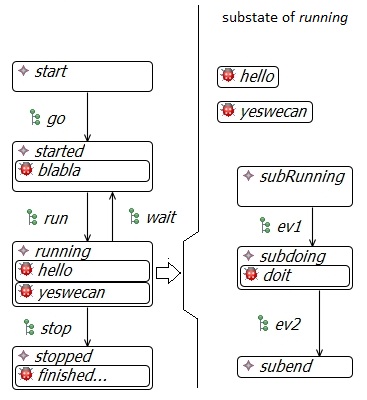 substate of running
start
go
started
blabla
run
wait
running
hello
yeswecan
stop
stopped
finished...
hello
yeswecan
subRunning
ev1
subdoing
doit
ev2
subend